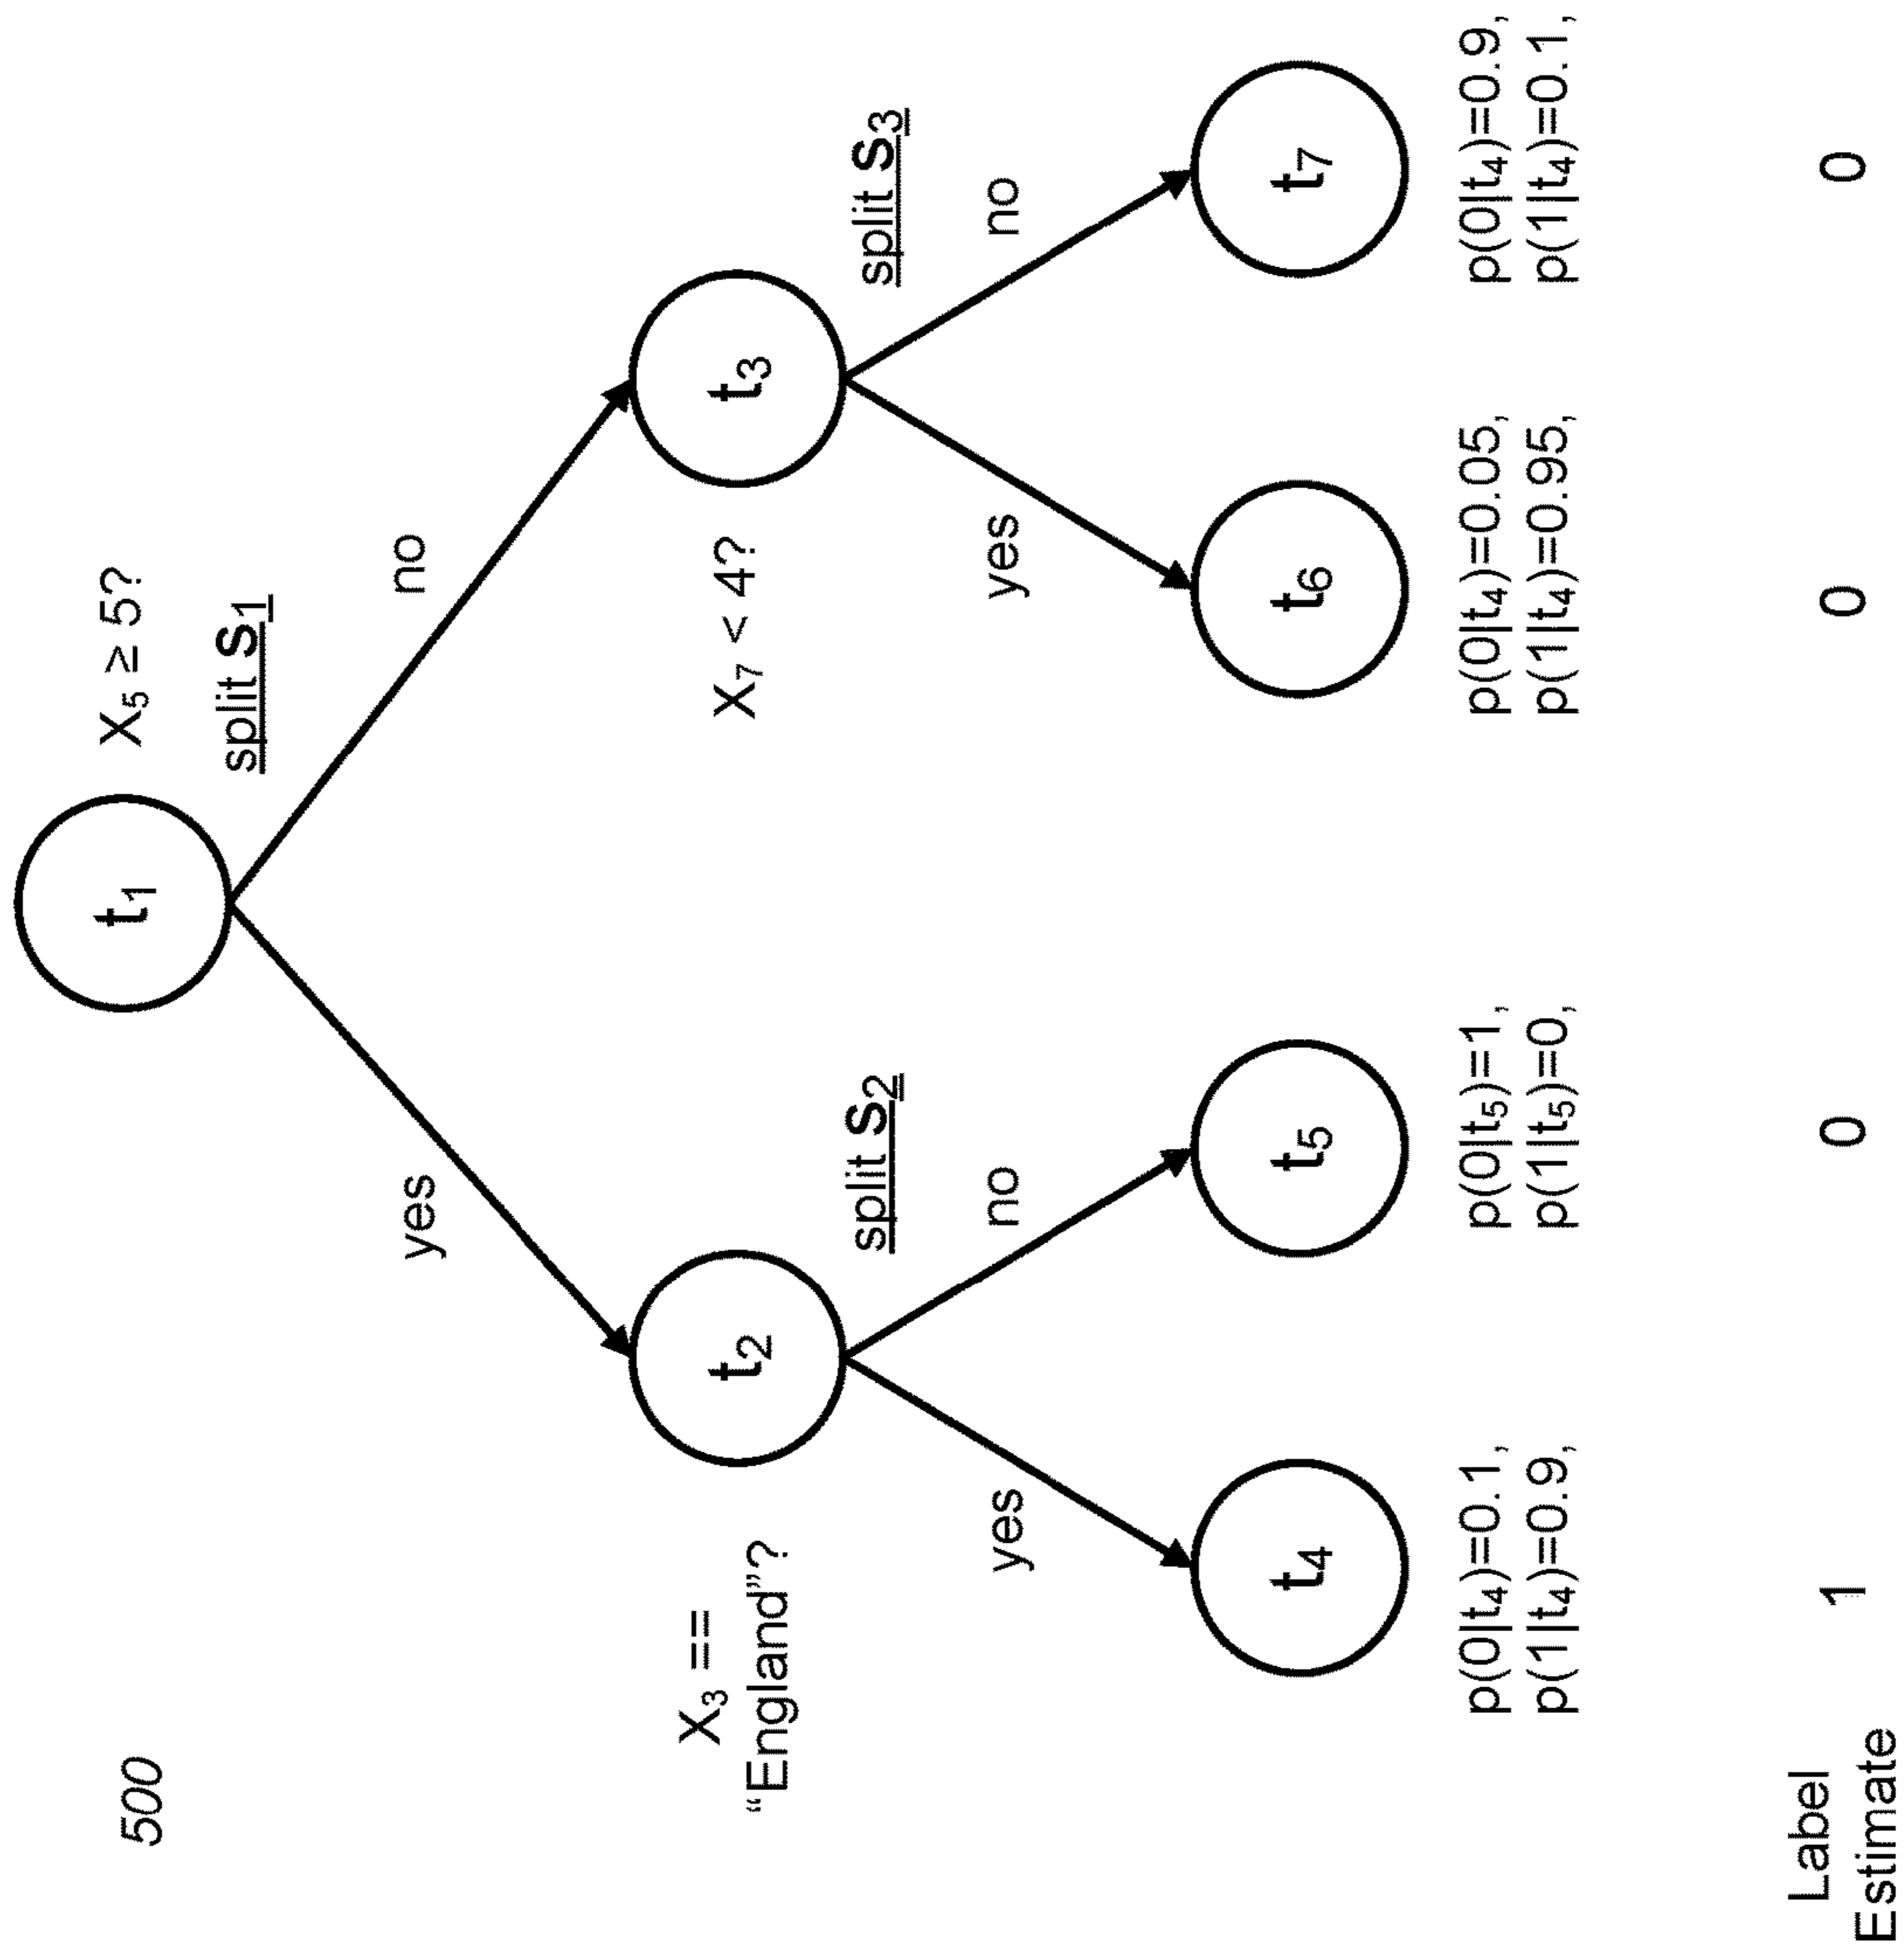 500
t₁
X₅ ≥ 5?
split s₁
yes
no
X₃ ==
“England”?
t₂
split s₂
X₇ < 4?
t₃
split s₃
yes
no
yes
no
t₄
t₅
t₆
t₇
p(0|t₄)=0.1,
p(1|t₄)=0.9,
p(0|t₅)=1,
p(1|t₅)=0,
p(0|t₄)=0.05,
p(1|t₄)=0.95,
p(0|t₄)=0.9,
p(1|t₄)=0.1,
Label
Estimate
1
0
0
0